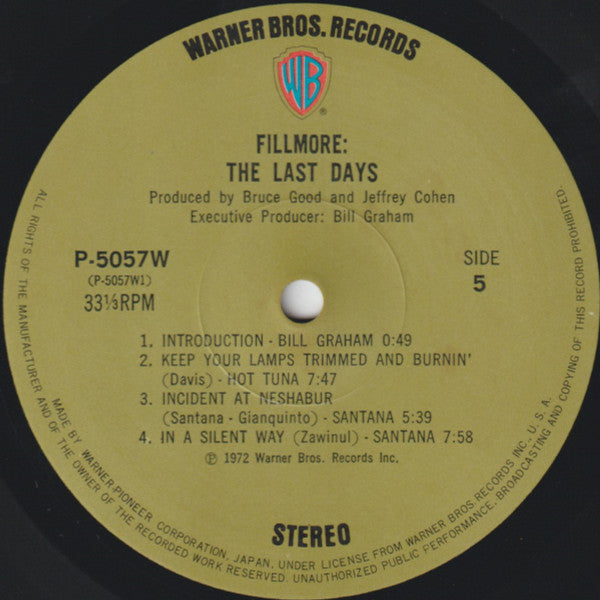 WARNER BROS. RECORDS
WB
®
FILLMORE:
THE LAST DAYS
Produced by Bruce Good and Jeffrey Cohen
Executive Producer: Bill Graham
P-5057W
(P-5057W1)
33⅓RPM
SIDE
5
1. INTRODUCTION - BILL GRAHAM 0:49
2. KEEP YOUR LAMPS TRIMMED AND BURNIN'
(Davis) - HOT TUNA 7:47
3. INCIDENT AT NESHABUR
(Santana - Gianquinto) - SANTANA 5:39
4. IN A SILENT WAY (Zawinul) - SANTANA 7:58
℗ 1972 Warner Bros. Records Inc.
STEREO
MADE BY WARNER-PIONEER CORPORATION, JAPAN, UNDER LICENSE FROM WARNER BROS. RECORDS INC., U.S.A.
ALL RIGHTS OF THE MANUFACTURER AND OF THE OWNER OF THE RECORDED WORK RESERVED. UNAUTHORIZED PUBLIC PERFORMANCE, BROADCASTING AND COPYING OF THIS RECORD PROHIBITED.